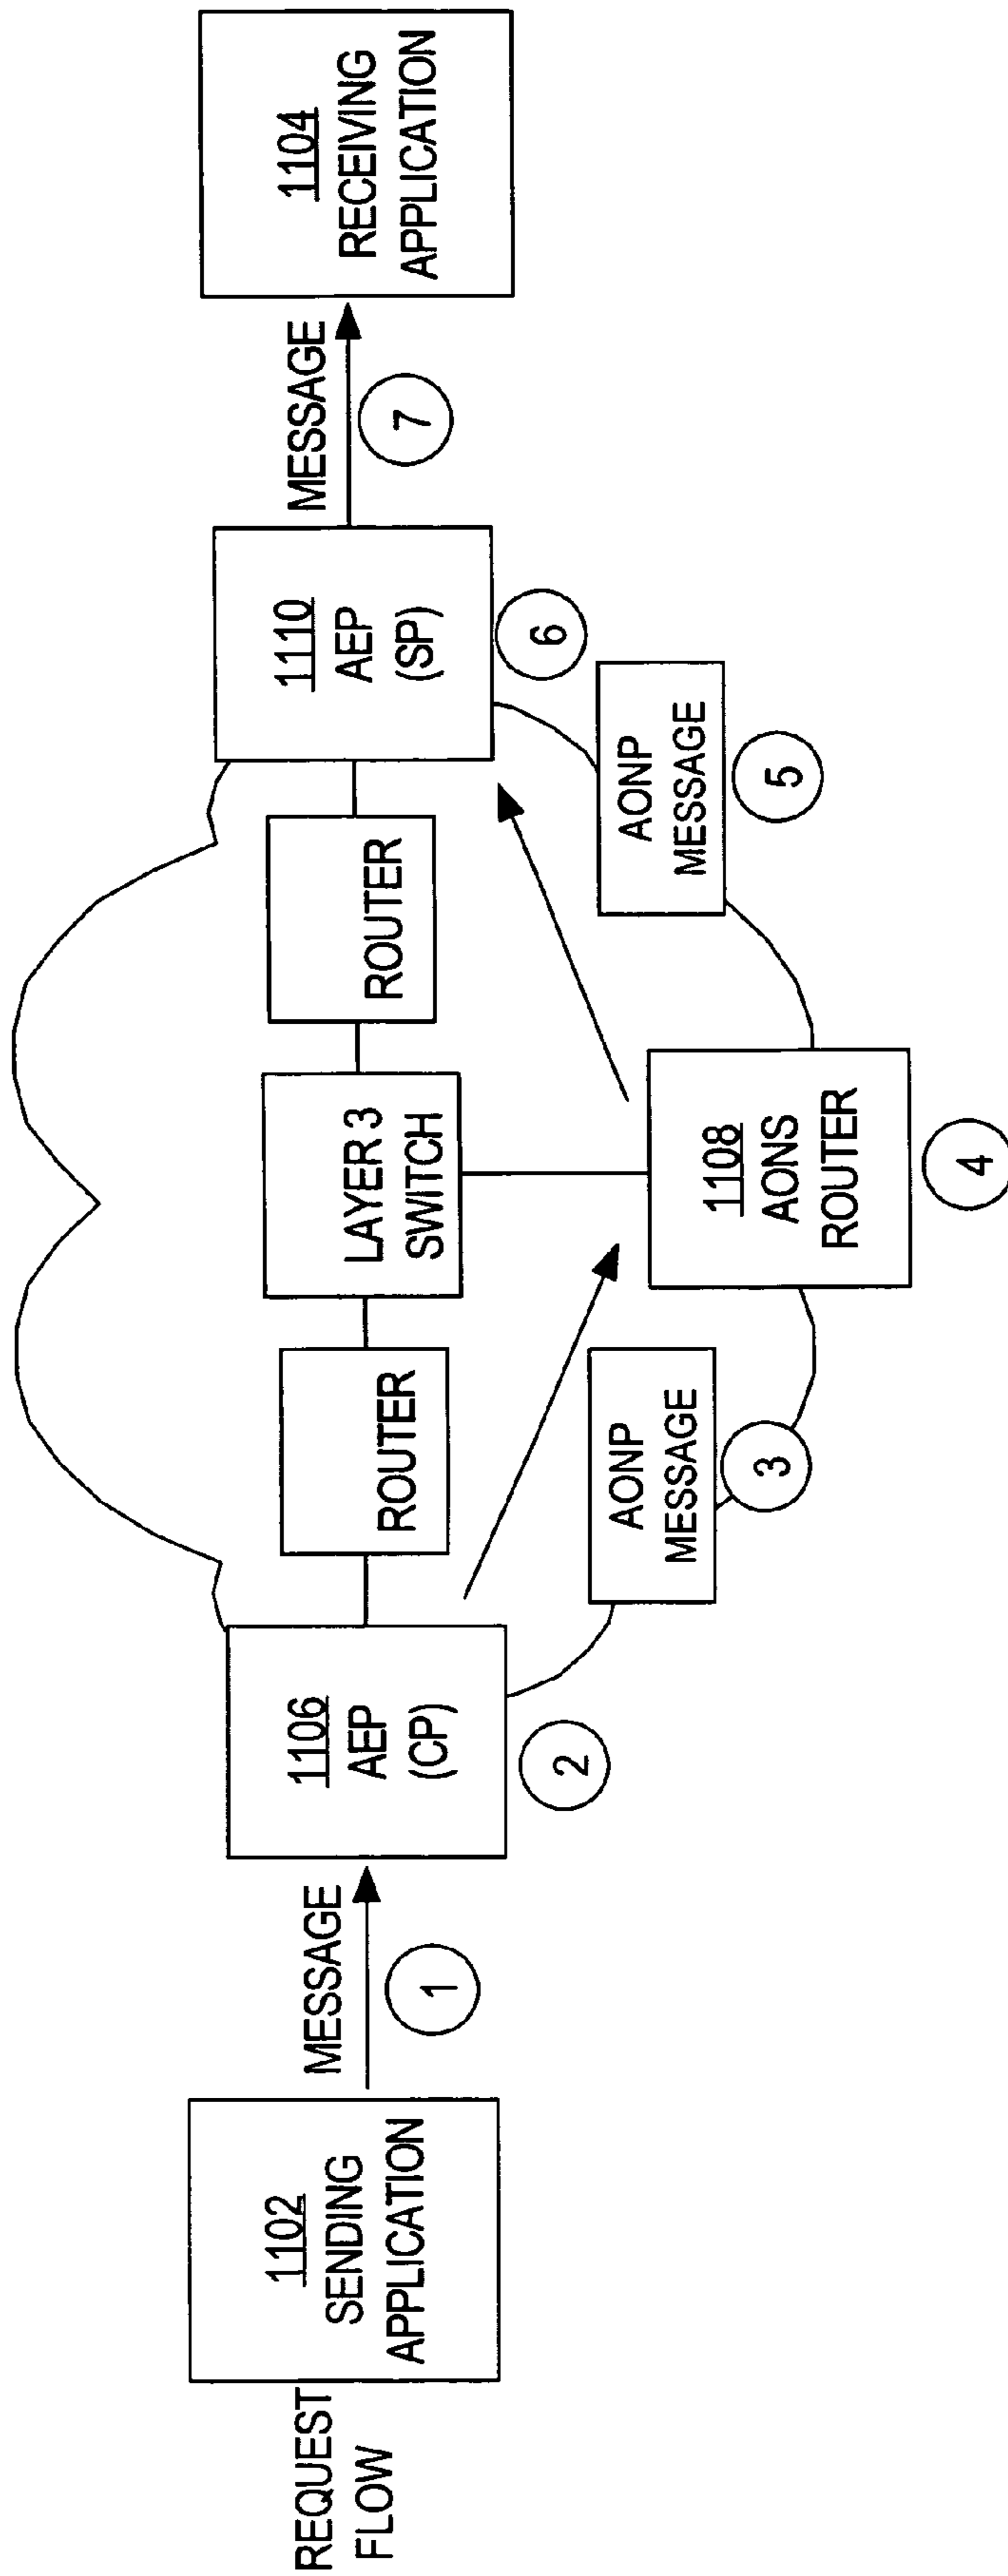 REQUEST
FLOW
1102
SENDING
APPLICATION
MESSAGE
1
1106
AEP
(CP)
2
ROUTER
AONP
MESSAGE
3
LAYER 3
SWITCH
1108
AONS
ROUTER
4
ROUTER
AONP
MESSAGE
5
1110
AEP
(SP)
6
MESSAGE
7
1104
RECEIVING
APPLICATION